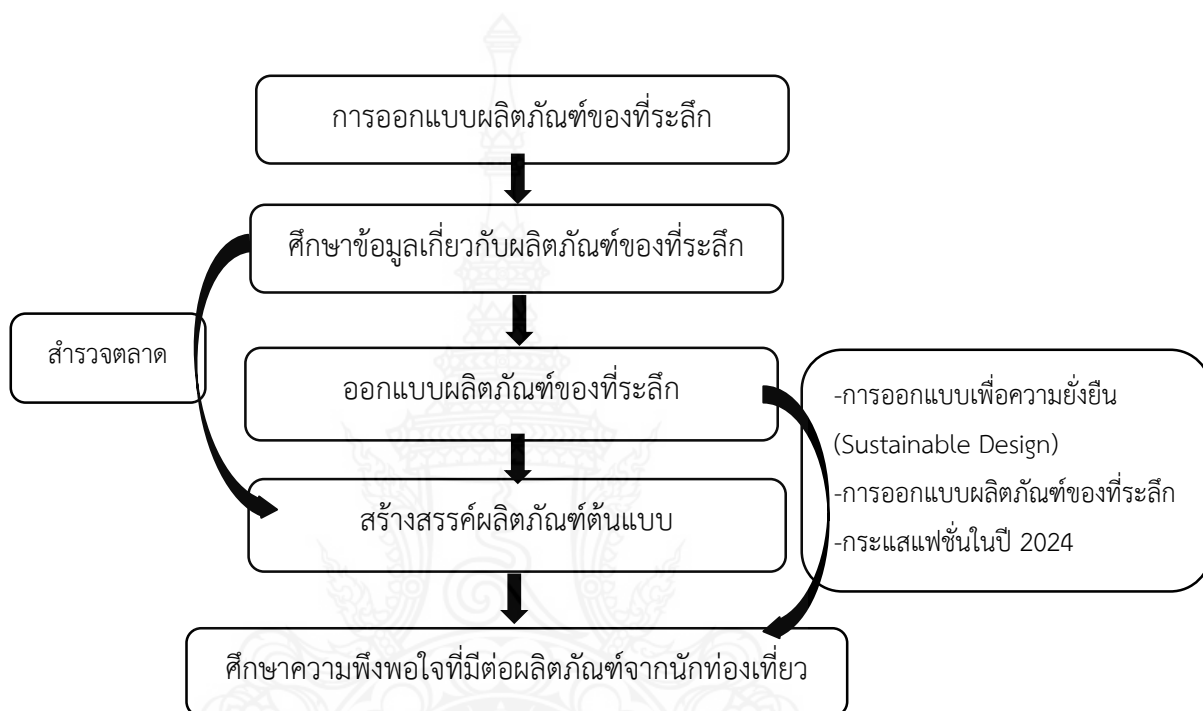 การออกแบบผลิตภัณฑ์ของที่ระลึก
ศึกษาข้อมูลเกี่ยวกับผลิตภัณฑ์ของที่ระลึก
สำรวจตลาด
ออกแบบผลิตภัณฑ์ของที่ระลึก
-การออกแบบเพื่อความยั่งยืน
(Sustainable Design)
-การออกแบบผลิตภัณฑ์ของที่ระลึก
-กระแสแฟชั่นในปี 2024
สร้างสรรค์ผลิตภัณฑ์ต้นแบบ
ศึกษาความพึงพอใจที่มีต่อผลิตภัณฑ์จากนักท่องเที่ยว